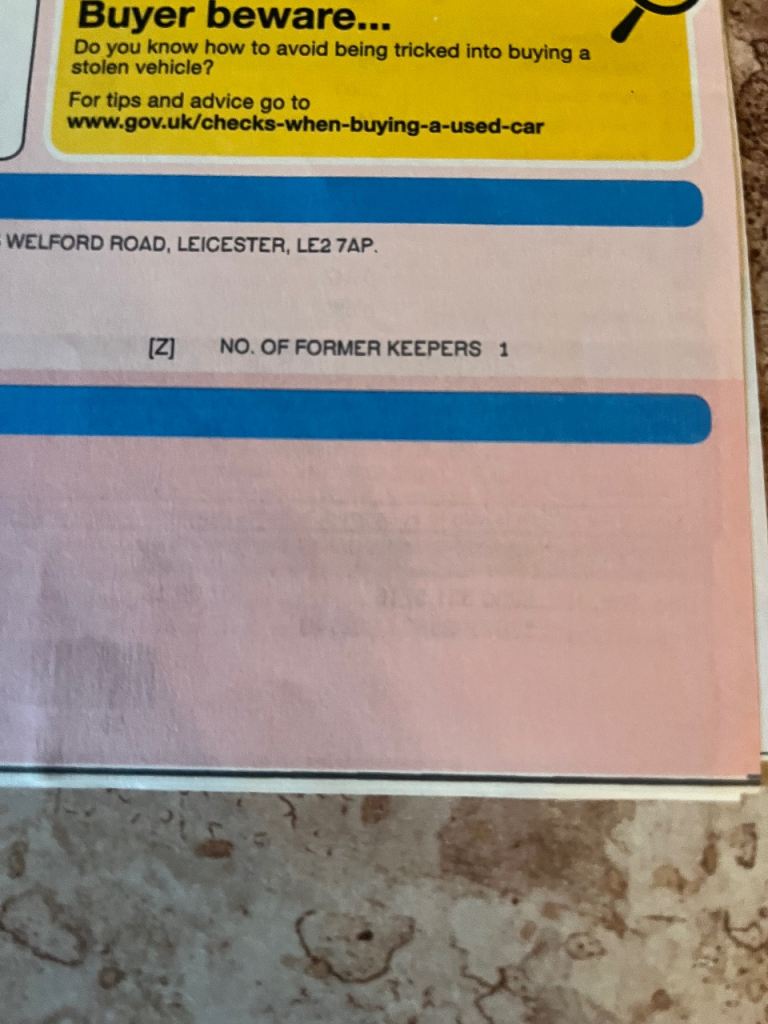 Buyer beware...
Do you know how to avoid being tricked into buying a
stolen vehicle?
For tips and advice go to
www.gov.uk/checks-when-buying-a-used-car
WELFORD ROAD, LEICESTER, LE2 7AP.
[Z] NO. OF FORMER KEEPERS 1